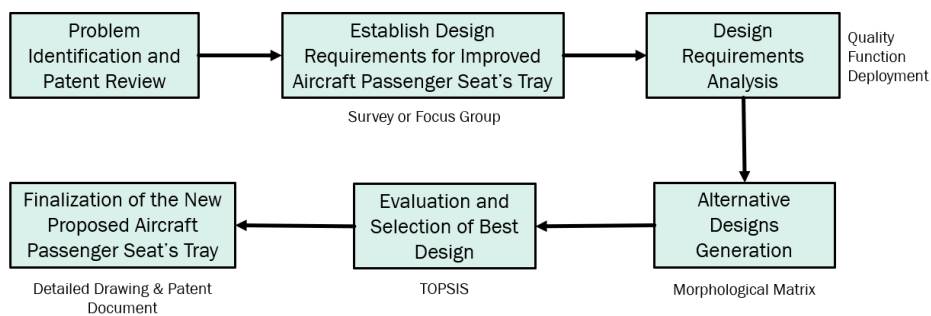 Problem
Identification and
Patent Review
Establish Design
Requirements for Improved
Aircraft Passenger Seat's Tray
Survey or Focus Group
Design
Requirements
Analysis
Quality
Function
Deployment
Alternative
Designs
Generation
Morphological Matrix
Evaluation and
Selection of Best
Design
TOPSIS
Finalization of the New
Proposed Aircraft
Passenger Seat's Tray
Detailed Drawing & Patent
Document